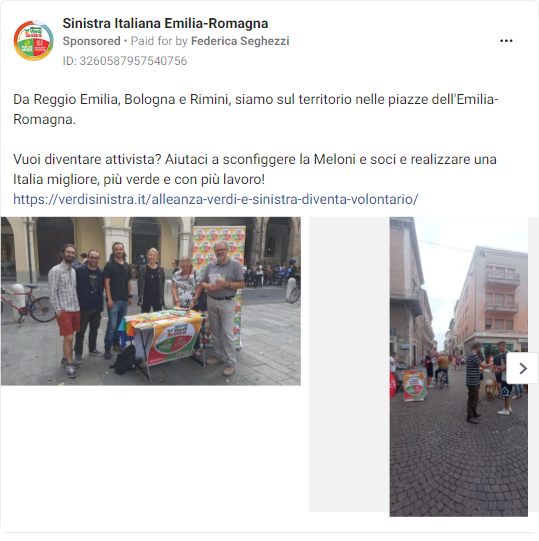 Sinistra Italiana Emilia-Romagna
Sponsored • Paid for by Federica Seghezzi
ID: 3260587957540756
Da Reggio Emilia, Bologna e Rimini, siamo sul territorio nelle piazze dell'Emilia-
Romagna.
Vuoi diventare attivista? Aiutaci a sconfiggere la Meloni e soci e realizzare una
Italia migliore, più verde e con più lavoro!
https://verdisinistra.it/alleanza-verdi-e-sinistra-diventa-volontario/